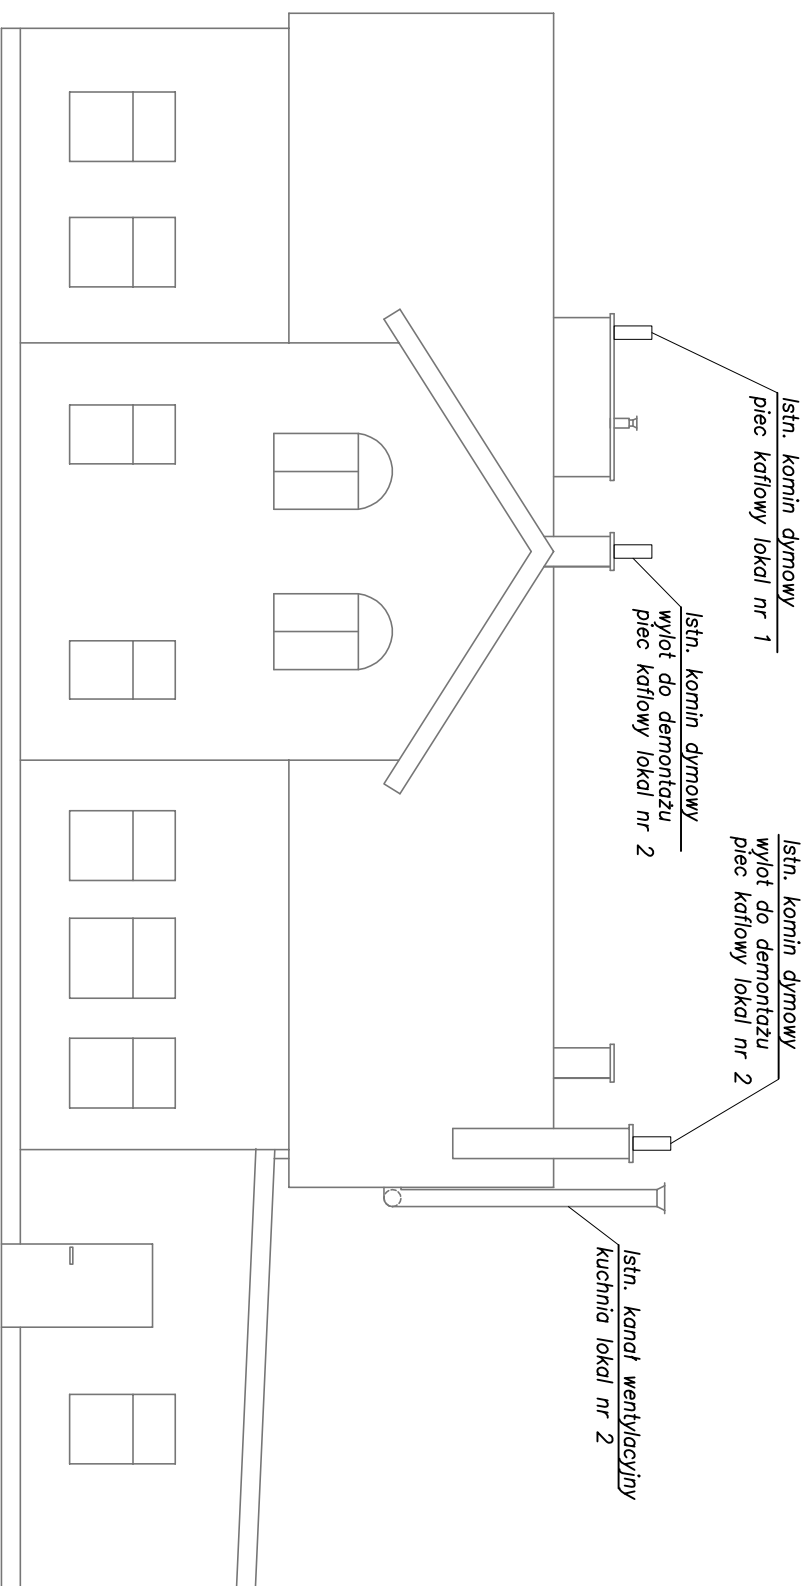 Istn. komin dymowy
piec kaflowy lokal nr 1
Istn. komin dymowy
wylot do demontażu
piec kaflowy lokal nr 2
Istn. komin dymowy
wylot do demontażu
piec kaflowy lokal nr 2
Istn. kanał wentylacyjny
kuchnia lokal nr 2